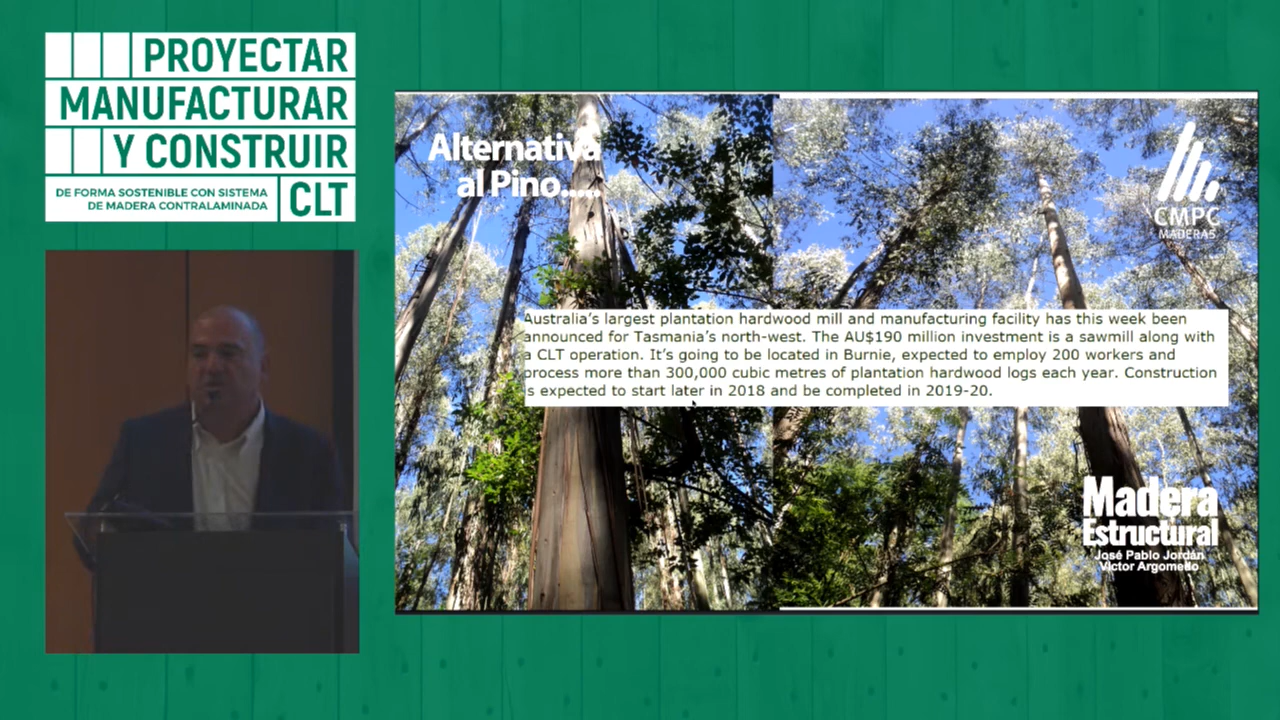 PROYECTAR
MANUFACTURAR
Y CONSTRUIR
DE FORMA SOSTENIBLE CON SISTEMA
DE MADERA CONTRALAMINADA
CLT
Alternativa
al Pino.....
CMPC
MADERAS
Australia's largest plantation hardwood mill and manufacturing facility has this week been
announced for Tasmania's north-west. The AU$190 million investment is a sawmill along with
a CLT operation. It's going to be located in Burnie, expected to employ 200 workers and
process more than 300,000 cubic metres of plantation hardwood logs each year. Construction
is expected to start later in 2018 and be completed in 2019-20.
Madera
Estructural
José Pablo Jordán
Victor Argomedo